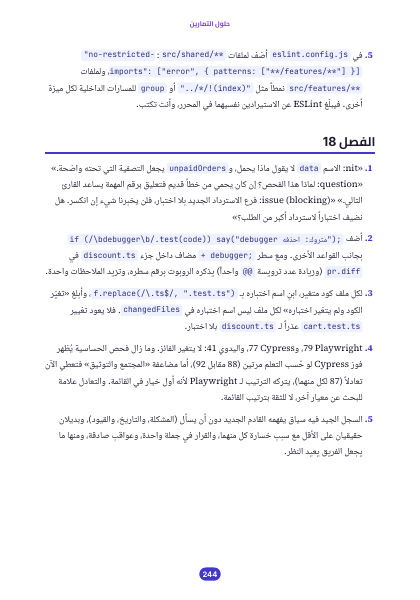 حلول التمارين
5. في eslint.config.js أضف لملفات src/shared/**: "no-restricted-
imports": ["error", { patterns: ["**/features/**"] }]، ولملفات
src/features/** نمطاً مثل "../*/!(index)" أو group للمسارات الداخلية لكل ميزة
أخرى. فيبلّغ ESLint عن الاستيرادين نفسيهما في المحرر، وأنت تكتب.
الفصل 18
1. «nit: الاسم data لا يقول ماذا يحمل، وunpaidOrders يجعل التصفية التي تحته واضحة.»
«question: لماذا هذا الفحص؟ إن كان يحمي من خطأ قديم فتعليق برقم المهمة يساعد القارئ
التالي.» «issue (blocking): فرع الاسترداد الجديد بلا اختبار، فلن يخبرنا شيء إن انكسر. هل
نضيف اختباراً لاسترداد أكبر من الطلب؟»
2. أضف if (/\bdebugger\b/.test(code)) say("debugger متروك: احذفه");
بجانب القواعد الأخرى. ومع سطر + debugger; مضاف داخل جزء discount.ts في
pr.diff (وزيادة عدد ترويسة @@ واحداً) يذكره الروبوت برقم سطره، وتزيد الملاحظات واحدة.
3. لكل ملف كود متغير، ابنِ اسم اختباره بـ f.replace(/\.ts$/, ".test.ts")، وأبلغ «تغيّر
الكود ولم يتغير اختباره» لكل ملف ليس اسم اختباره في changedFiles. فلا يعود تغيير
cart.test.ts عذراً لـ discount.ts بلا اختبار.
4. Playwright 79، وCypress 77، واليدوي 41: لا يتغير الفائز. وما زال فحص الحساسية يُظهر
فوز Cypress لو حُسب التعلم مرتين (88 مقابل 92)، أما مضاعفة «المجتمع والتوثيق» فتعطي الآن
تعادلاً (87 لكل منهما)، يتركه الترتيب لـ Playwright لأنه أول خيار في القائمة. والتعادل علامة
للبحث عن معيار آخر، لا للثقة بترتيب القائمة.
5. السجل الجيد فيه سياق يفهمه القادم الجديد دون أن يسأل (المشكلة، والتاريخ، والقيود)، وبديلان
حقيقيان على الأقل مع سبب خسارة كل منهما، والقرار في جملة واحدة، وعواقب صادقة، ومنها ما
يجعل الفريق يعيد النظر.
244